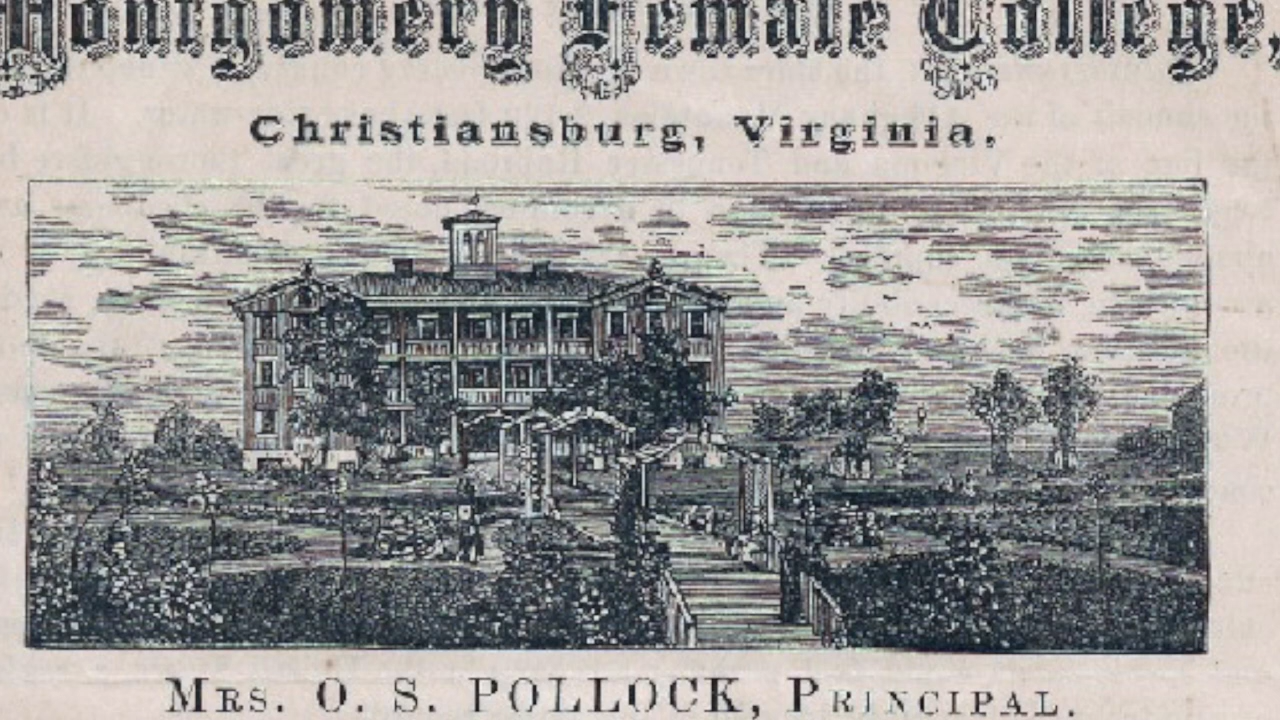 Montgomery Female College,
Christiansburg, Virginia.
MRS. O. S. POLLOCK, PRINCIPAL.